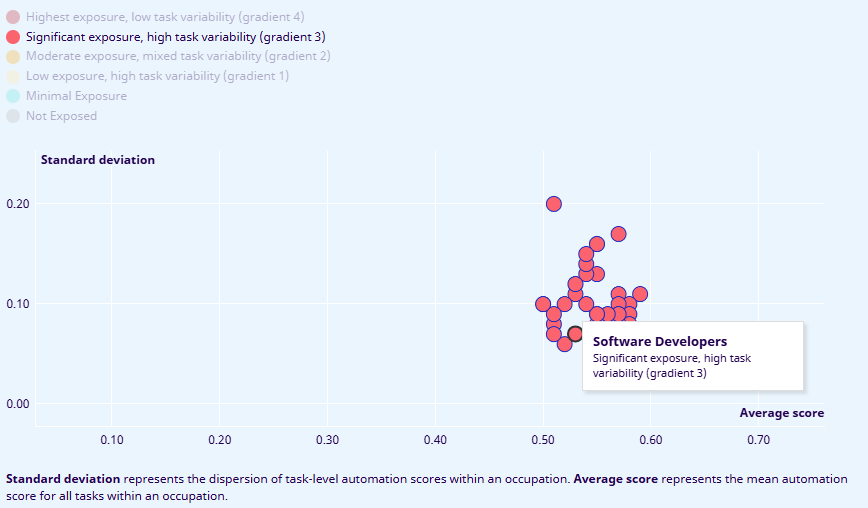 Highest exposure, low task variability (gradient 4)
Significant exposure, high task variability (gradient 3)
Moderate exposure, mixed task variability (gradient 2)
Low exposure, high task variability (gradient 1)
Minimal Exposure
Not Exposed
Standard deviation
0.20
0.10
Software Developers
Significant exposure, high task
variability (gradient 3)
0.00
Average score
0.10 0.20 0.30 0.40 0.50 0.60 0.70
Standard deviation represents the dispersion of task-level automation scores within an occupation. Average score represents the mean automation
score for all tasks within an occupation.